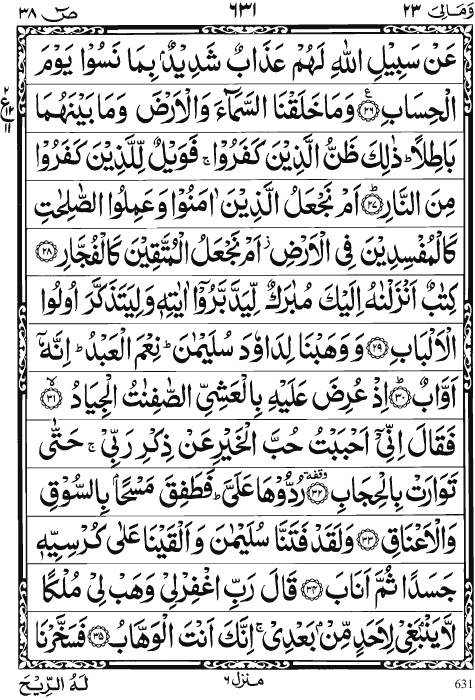 وَمَالِیَ ٢٣ ٦٣١ صٓ ٣٨
عَنۡ سَبِيۡلِ اللّٰهِ لَهُمۡ عَذَابٌ شَدِيۡدٌۢ بِمَا نَسُوۡا يَوۡمَ
الۡحِسَابِ ﴿٢٦﴾ ع وَمَا خَلَقۡنَا السَّمَآءَ وَالۡاَرۡضَ وَمَا بَيۡنَهُمَا
بَاطِلًا ؕ ذٰلِكَ ظَنُّ الَّذِيۡنَ كَفَرُوۡا ۚ فَوَيۡلٌ لِّلَّذِيۡنَ كَفَرُوۡا
مِنَ النَّارِ ؕ﴿٢٧﴾ اَمۡ نَجۡعَلُ الَّذِيۡنَ اٰمَنُوۡا وَعَمِلُوا الصّٰلِحٰتِ
كَالۡمُفۡسِدِيۡنَ فِى الۡاَرۡضِ ۫ اَمۡ نَجۡعَلُ الۡمُتَّقِيۡنَ كَالۡفُجَّارِ ﴿٢٨﴾
كِتٰبٌ اَنۡزَلۡنٰهُ اِلَيۡكَ مُبٰرَكٌ لِّيَدَّبَّرُوۡۤا اٰيٰتِهٖ وَلِيَتَذَكَّرَ اُولُوا
الۡاَلۡبَابِ ﴿٢٩﴾ وَوَهَبۡنَا لِدَاوٗدَ سُلَيۡمٰنَ ؕ نِعۡمَ الۡعَبۡدُ ؕ اِنَّهٗۤ
اَوَّابٌ ؕ﴿٣٠﴾ اِذۡ عُرِضَ عَلَيۡهِ بِالۡعَشِىِّ الصّٰفِنٰتُ الۡجِيَادُ ۙ﴿٣١﴾
فَقَالَ اِنِّىۡۤ اَحۡبَبۡتُ حُبَّ الۡخَيۡرِ عَنۡ ذِكۡرِ رَبِّىۡ ۚ حَتّٰى
تَوَارَتۡ بِالۡحِجَابِ ﴿٣٢﴾ وقفة رُدُّوۡهَا عَلَىَّ ؕ فَطَفِقَ مَسۡحًۢا بِالسُّوۡقِ
وَالۡاَعۡنَاقِ ﴿٣٣﴾ وَلَقَدۡ فَتَنَّا سُلَيۡمٰنَ وَاَلۡقَيۡنَا عَلٰى كُرۡسِيِّهٖ
جَسَدًا ثُمَّ اَنَابَ ﴿٣٤﴾ قَالَ رَبِّ اغۡفِرۡ لِىۡ وَهَبۡ لِىۡ مُلۡكًا
لَّا يَنۡۢبَغِىۡ لِاَحَدٍ مِّنۡۢ بَعۡدِىۡ ۚ اِنَّكَ اَنۡتَ الۡوَهَّابُ ﴿٣٥﴾ فَسَخَّرۡنَا
لَهُ الرِّيۡحَ منزل ٦ 631